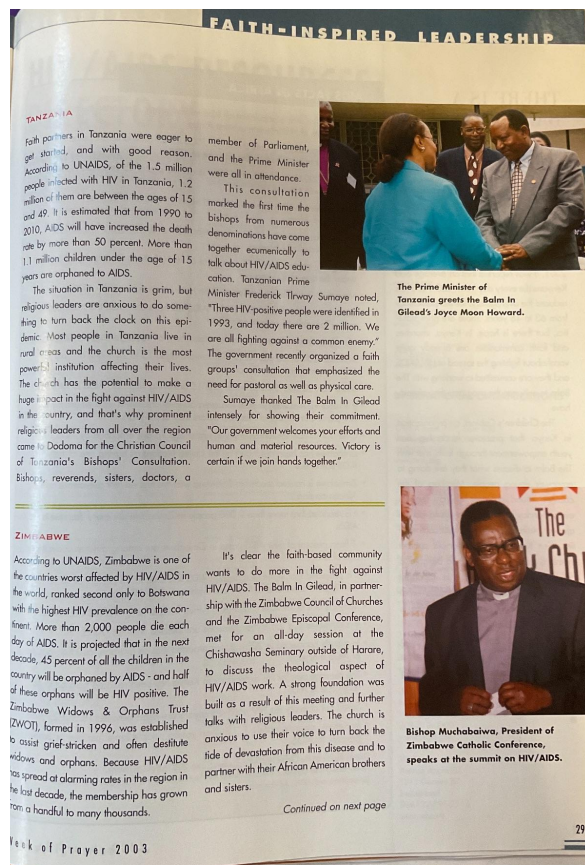 FAITH-INSPIRED LEADERSHIP
TANZANIA
Faith partners in Tanzania were eager to
get started, and with good reason.
According to UNAIDS, of the 1.5 million
people infected with HIV in Tanzania, 1.2
million of them are between the ages of 15
and 49. It is estimated that from 1990 to
2010, AIDS will have increased the death
rate by more than 50 percent. More than
1.1 million children under the age of 15
years are orphaned to AIDS.
The situation in Tanzania is grim, but
religious leaders are anxious to do some-
thing to turn back the clock on this epi-
demic. Most people in Tanzania live in
rural areas and the church is the most
powerful institution affecting their lives.
The church has the potential to make a
huge impact in the fight against HIV/AIDS
in the country, and that's why prominent
religious leaders from all over the region
came to Dodoma for the Christian Council
of Tanzania's Bishops' Consultation.
Bishops, reverends, sisters, doctors, a
member of Parliament,
and the Prime Minister
were all in attendance.
This consultation
marked the first time the
bishops from numerous
denominations have come
together ecumenically to
talk about HIV/AIDS edu-
cation. Tanzanian Prime
Minister Frederick Tlrway Sumaye noted,
"Three HIV-positive people were identified in
1993, and today there are 2 million. We
are all fighting against a common enemy."
The government recently organized a faith
groups' consultation that emphasized the
need for pastoral as well as physical care.
Sumaye thanked The Balm In Gilead
intensely for showing their commitment.
"Our government welcomes your efforts and
human and material resources. Victory is
certain if we join hands together."
The Prime Minister of
Tanzania greets the Balm In
Gilead's Joyce Moon Howard.
ZIMBABWE
According to UNAIDS, Zimbabwe is one of
the countries worst affected by HIV/AIDS in
the world, ranked second only to Botswana
with the highest HIV prevalence on the con-
tinent. More than 2,000 people die each
day of AIDS. It is projected that in the next
decade, 45 percent of all the children in the
country will be orphaned by AIDS - and half
of these orphans will be HIV positive. The
Zimbabwe Widows & Orphans Trust
(ZWOT), formed in 1996, was established
to assist grief-stricken and often destitute
widows and orphans. Because HIV/AIDS
has spread at alarming rates in the region in
the last decade, the membership has grown
from a handful to many thousands.
It's clear the faith-based community
wants to do more in the fight against
HIV/AIDS. The Balm In Gilead, in partner-
ship with the Zimbabwe Council of Churches
and the Zimbabwe Episcopal Conference,
met for an all-day session at the
Chishawasha Seminary outside of Harare,
to discuss the theological aspect of
HIV/AIDS work. A strong foundation was
built as a result of this meeting and further
talks with religious leaders. The church is
anxious to use their voice to turn back the
tide of devastation from this disease and to
partner with their African American brothers
and sisters.
Continued on next page
The
Bishop Muchabaiwa, President of
Zimbabwe Catholic Conference,
speaks at the summit on HIV/AIDS.
Week of Prayer 2003
29